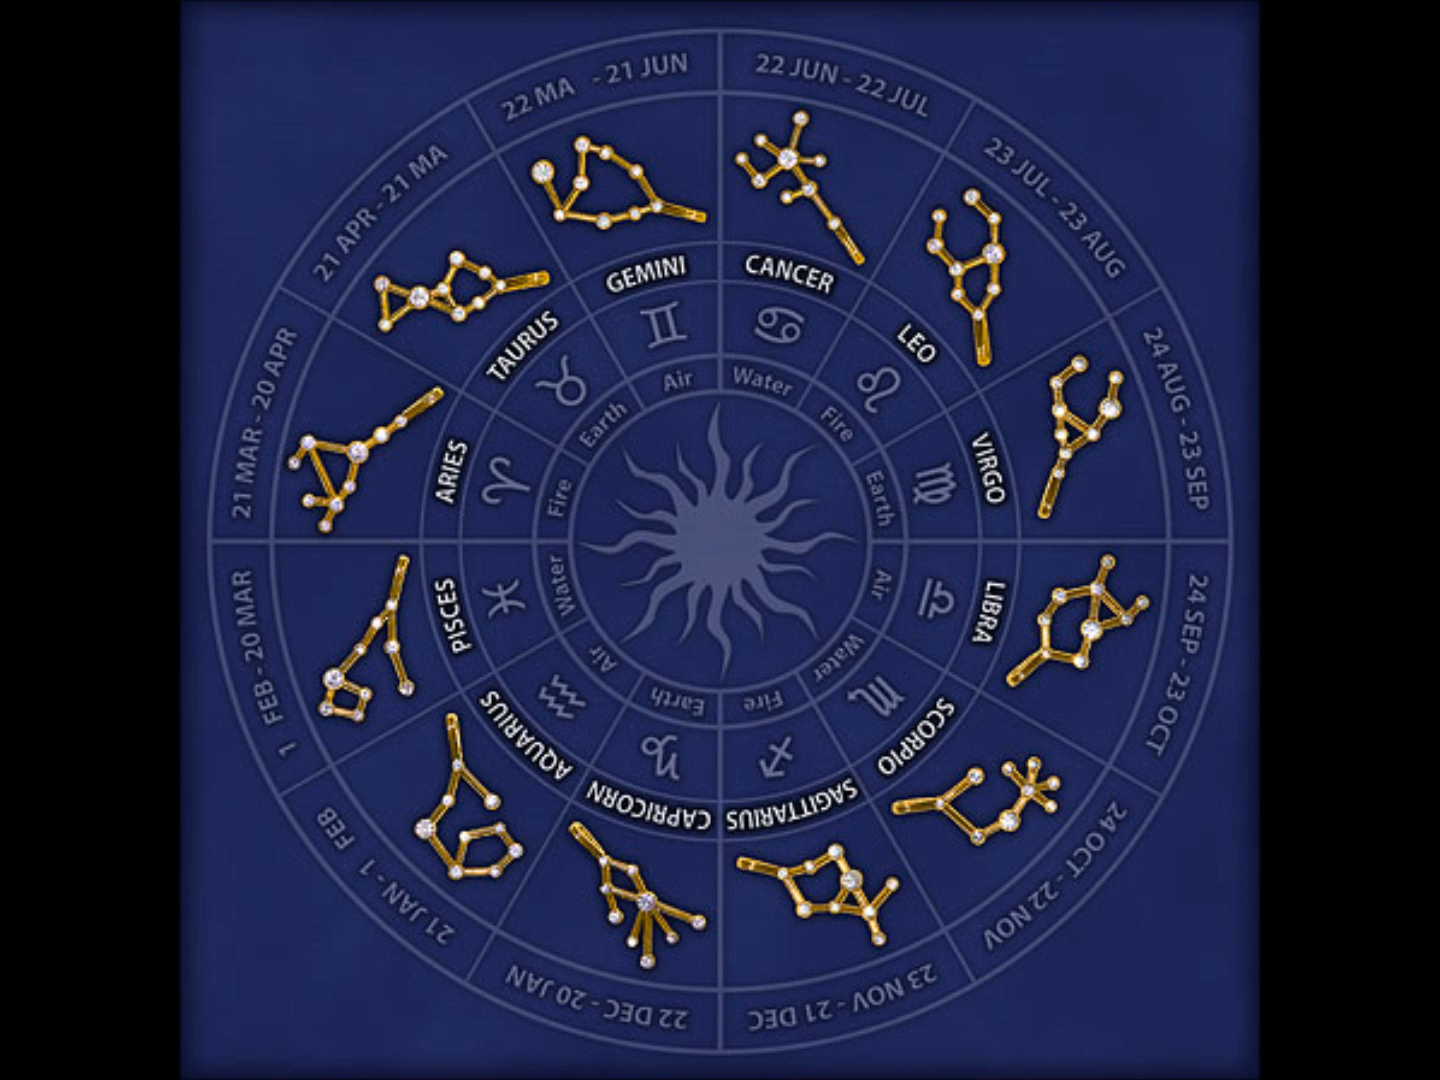 22 MA - 21 JUN
22 JUN - 22 JUL
23 JUL - 23 AUG
24 AUG - 23 SEP
24 SEP - 23 OCT
24 OCT - 22 NOV
23 NOV - 21 DEC
22 DEC - 20 JAN
21 JAN - 1 FEB
1 FEB - 20 MAR
21 MAR - 20 APR
21 APR - 21 MA
GEMINI
CANCER
LEO
VIRGO
LIBRA
SCORPIO
SAGITTARIUS
CAPRICORN
AQUARIUS
PISCES
ARIES
TAURUS
Air
Water
Fire
Earth
Air
Water
Fire
Earth
Air
Water
Fire
Earth